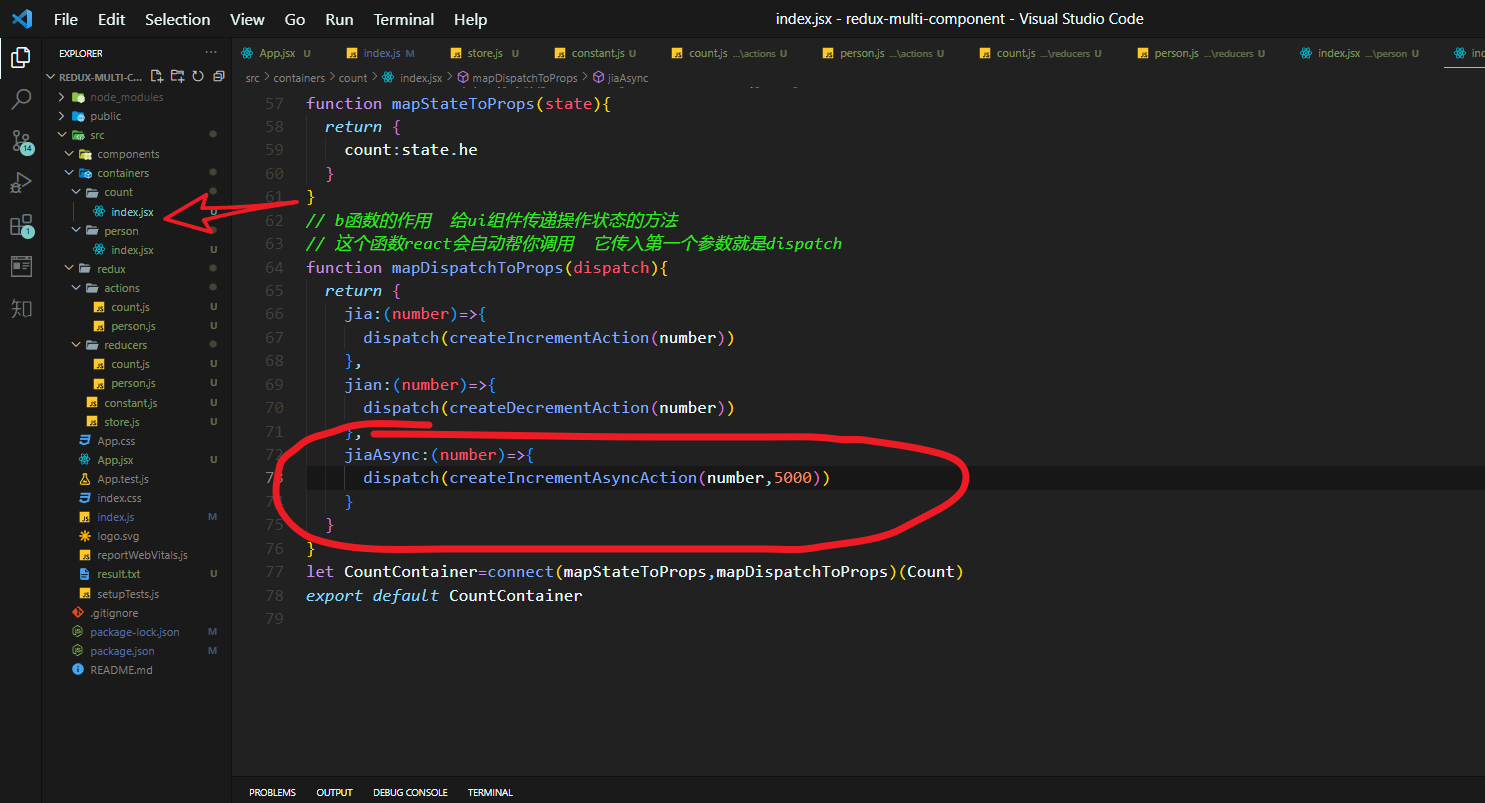 File Edit Selection View Go Run Terminal Help
index.jsx - redux-multi-component - Visual Studio Code
EXPLORER ···
App.jsx U
index.js M
store.js U
constant.js U
count.js ...\actions U
person.js ...\actions U
count.js ...\reducers U
person.js ...\reducers U
index.jsx ...\person U
REDUX-MULTI-C...
src > containers > count > index.jsx > mapDispatchToProps > jiaAsync
node_modules
public
src
components
containers
count
index.jsx U
person
index.jsx U
redux
actions
count.js U
person.js U
reducers
count.js U
person.js U
constant.js U
store.js U
App.css
App.jsx U
App.test.js
index.css
index.js M
logo.svg
reportWebVitals.js
result.txt U
setupTests.js
.gitignore
package-lock.json M
package.json M
README.md
14
1
知
57 function mapStateToProps(state){
58 return {
59 count:state.he
60 }
61 }
62 // b函数的作用 给ui组件传递操作状态的方法
63 // 这个函数react会自动帮你调用 它传入第一个参数就是dispatch
64 function mapDispatchToProps(dispatch){
65 return {
66 jia:(number)=>{
67 dispatch(createIncrementAction(number))
68 },
69 jian:(number)=>{
70 dispatch(createDecrementAction(number))
71 },
72 jiaAsync:(number)=>{
73 dispatch(createIncrementAsyncAction(number,5000))
74 }
75 }
76 }
77 let CountContainer=connect(mapStateToProps,mapDispatchToProps)(Count)
78 export default CountContainer
79
PROBLEMS OUTPUT DEBUG CONSOLE TERMINAL